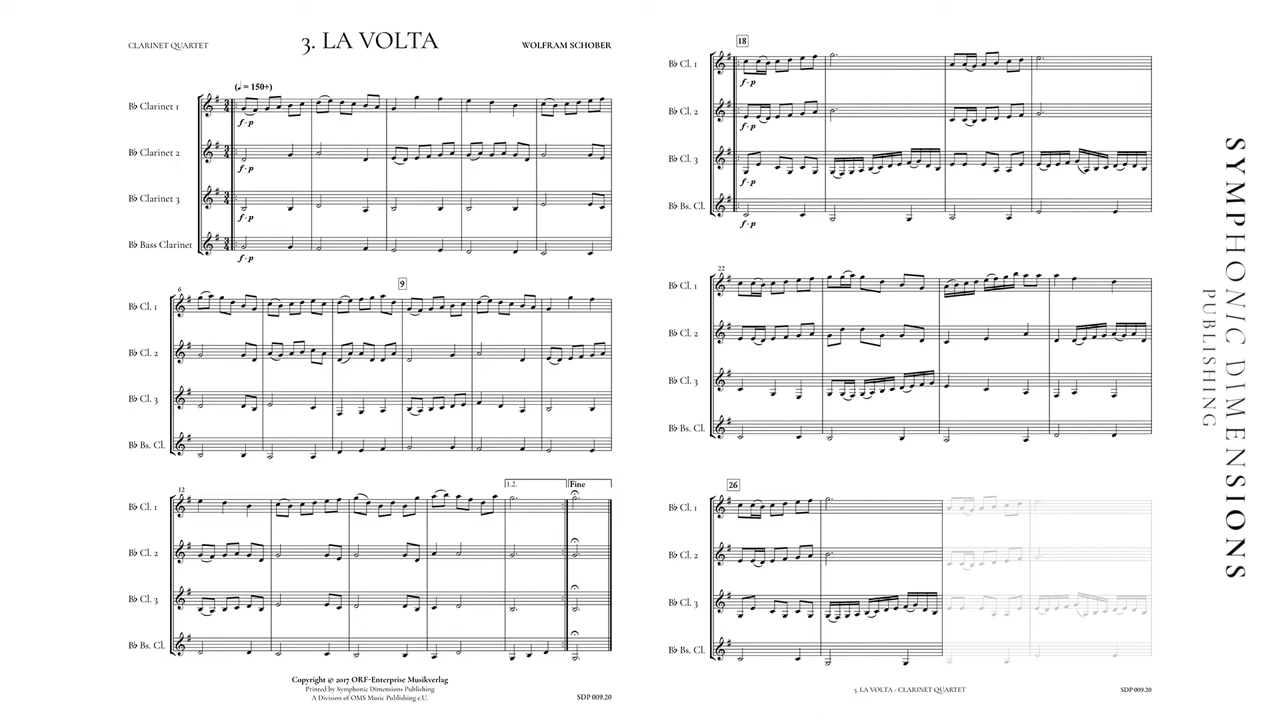 CLARINET QUARTET
3. LA VOLTA
WOLFRAM SCHOBER
(♩ = 150+)
B♭ Clarinet 1
f - p
B♭ Clarinet 2
f - p
B♭ Clarinet 3
f - p
B♭ Bass Clarinet
f - p
6
9
B♭ Cl. 1
B♭ Cl. 2
B♭ Cl. 3
B♭ Bs. Cl.
12
1.2.
Fine
B♭ Cl. 1
B♭ Cl. 2
B♭ Cl. 3
B♭ Bs. Cl.
Copyright © 2017 ORF-Enterprise Musikverlag
Printed by Symphonic Dimensions Publishing
A Division of OMS Music Publishing e.U.
SDP 009.20
18
B♭ Cl. 1
f - p
B♭ Cl. 2
f - p
B♭ Cl. 3
f - p
B♭ Bs. Cl.
f - p
22
B♭ Cl. 1
B♭ Cl. 2
B♭ Cl. 3
B♭ Bs. Cl.
26
B♭ Cl. 1
B♭ Cl. 2
B♭ Cl. 3
B♭ Bs. Cl.
3. LA VOLTA - CLARINET QUARTET
SDP 009.20
SYMPHONIC DIMENSIONS
PUBLISHING